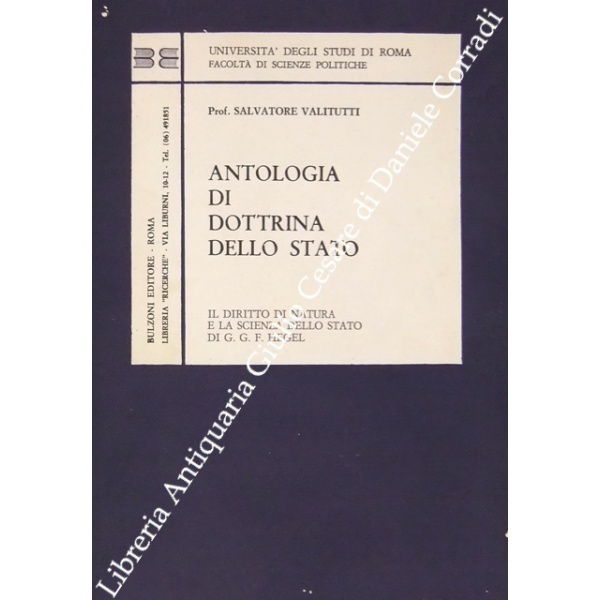 UNIVERSITA' DEGLI STUDI DI ROMA
FACOLTÀ DI SCIENZE POLITICHE
Prof. SALVATORE VALITUTTI
ANTOLOGIA
DI
DOTTRINA
DELLO STATO
IL DIRITTO DI NATURA
E LA SCIENZA DELLO STATO
DI G. G. F. HEGEL
BULZONI EDITORE - ROMA
LIBRERIA "RICERCHE" - VIA LIBURNI, 10-12 - Tel. (06) 491851
Libreria Antiquaria Giulio Cesare di Daniele Corradi